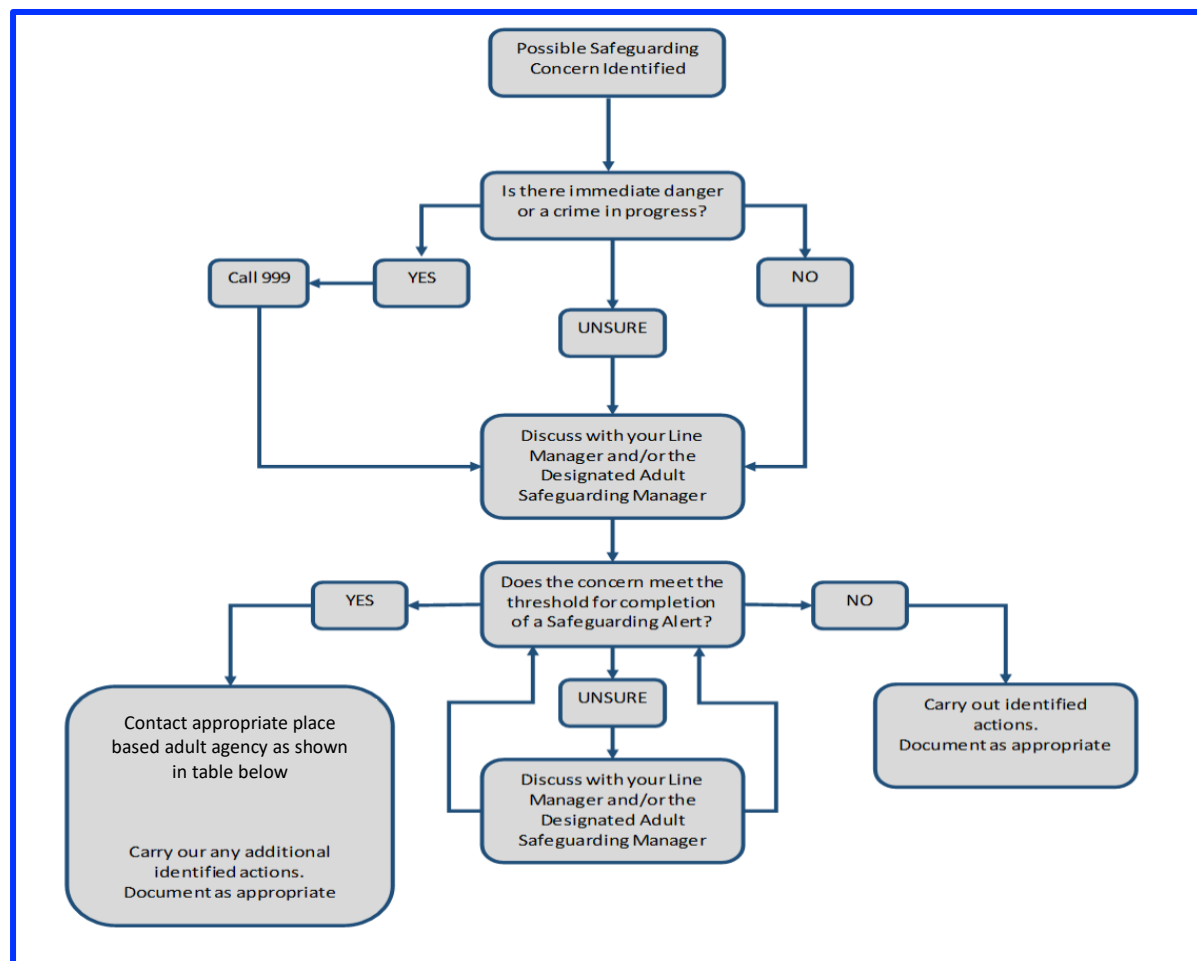 Possible Safeguarding
Concern Identified
Is there immediate danger
or a crime in progress?
Call 999
YES
NO
UNSURE
Discuss with your Line
Manager and/or the
Designated Adult
Safeguarding Manager
Does the concern meet the
threshold for completion
of a Safeguarding Alert?
YES
NO
UNSURE
Contact appropriate place
based adult agency as shown
in table below
Carry our any additional
identified actions.
Document as appropriate
Discuss with your Line
Manager and/or the
Designated Adult
Safeguarding Manager
Carry out identified
actions.
Document as appropriate